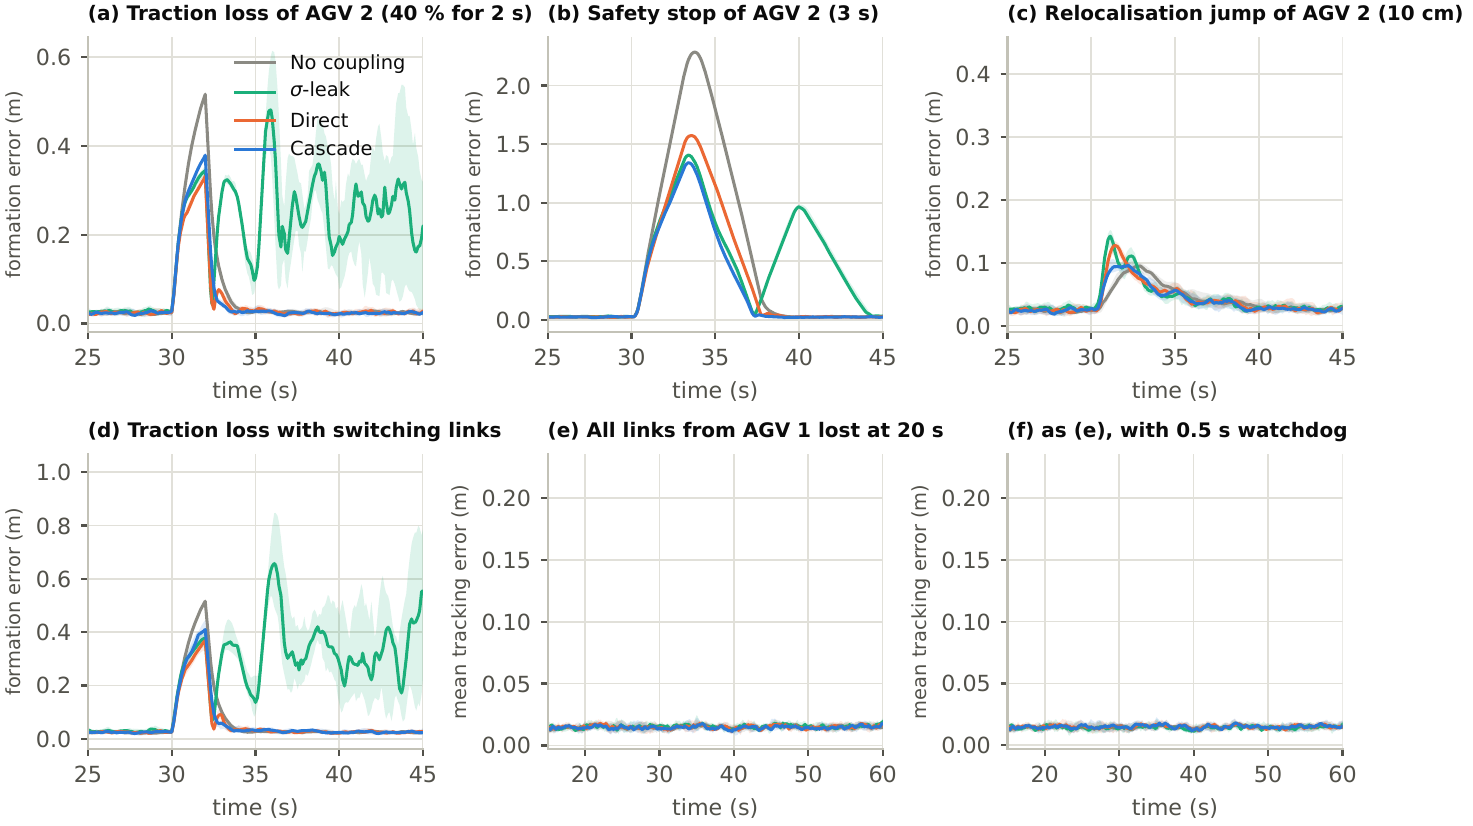 (a) Traction loss of AGV 2 (40 % for 2 s)
formation error (m)
0.6
0.4
0.2
0.0
No coupling
σ-leak
Direct
Cascade
25 30 35 40 45
time (s)
(b) Safety stop of AGV 2 (3 s)
formation error (m)
2.0
1.5
1.0
0.5
0.0
25 30 35 40 45
time (s)
(c) Relocalisation jump of AGV 2 (10 cm)
formation error (m)
0.4
0.3
0.2
0.1
0.0
25 30 35 40 45
time (s)
(d) Traction loss with switching links
formation error (m)
1.0
0.8
0.6
0.4
0.2
0.0
25 30 35 40 45
time (s)
(e) All links from AGV 1 lost at 20 s
mean tracking error (m)
0.20
0.15
0.10
0.05
0.00
20 30 40 50 60
time (s)
(f) as (e), with 0.5 s watchdog
mean tracking error (m)
0.20
0.15
0.10
0.05
0.00
20 30 40 50 60
time (s)